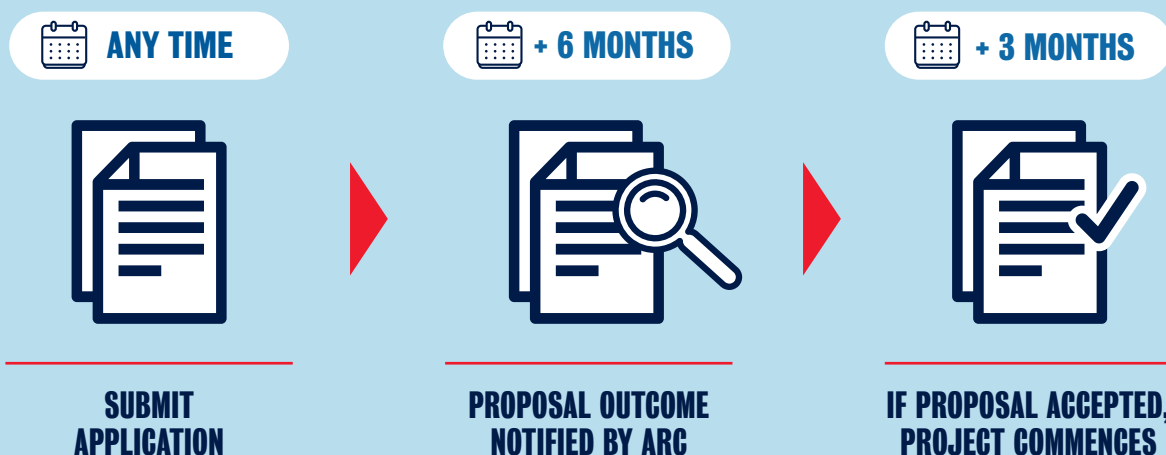 ANY TIME
+ 6 MONTHS
+ 3 MONTHS
SUBMIT
APPLICATION
PROPOSAL OUTCOME
NOTIFIED BY ARC
IF PROPOSAL ACCEPTED,
PROJECT COMMENCES